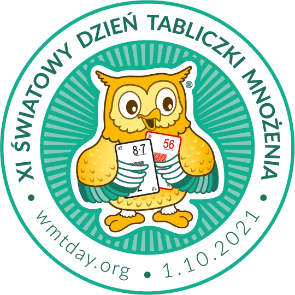 XI ŚWIATOWY DZIEŃ TABLICZKI MNOŻENIA
8·7
56
®
• wmtday.org • 1.10.2021 •